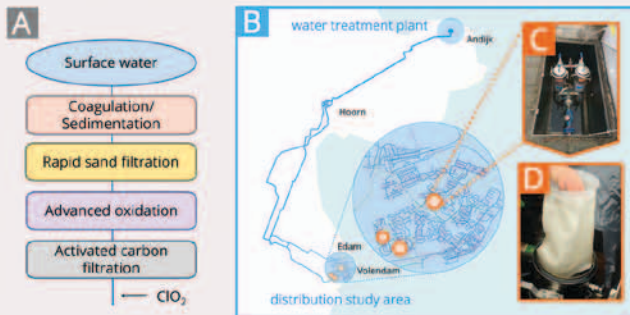 A
Surface water
Coagulation/
Sedimentation
Rapid sand filtration
Advanced oxidation
Activated carbon
filtration
ClO₂
B
water treatment plant
Andijk
Hoorn
Edam
Volendam
distribution study area
C
D